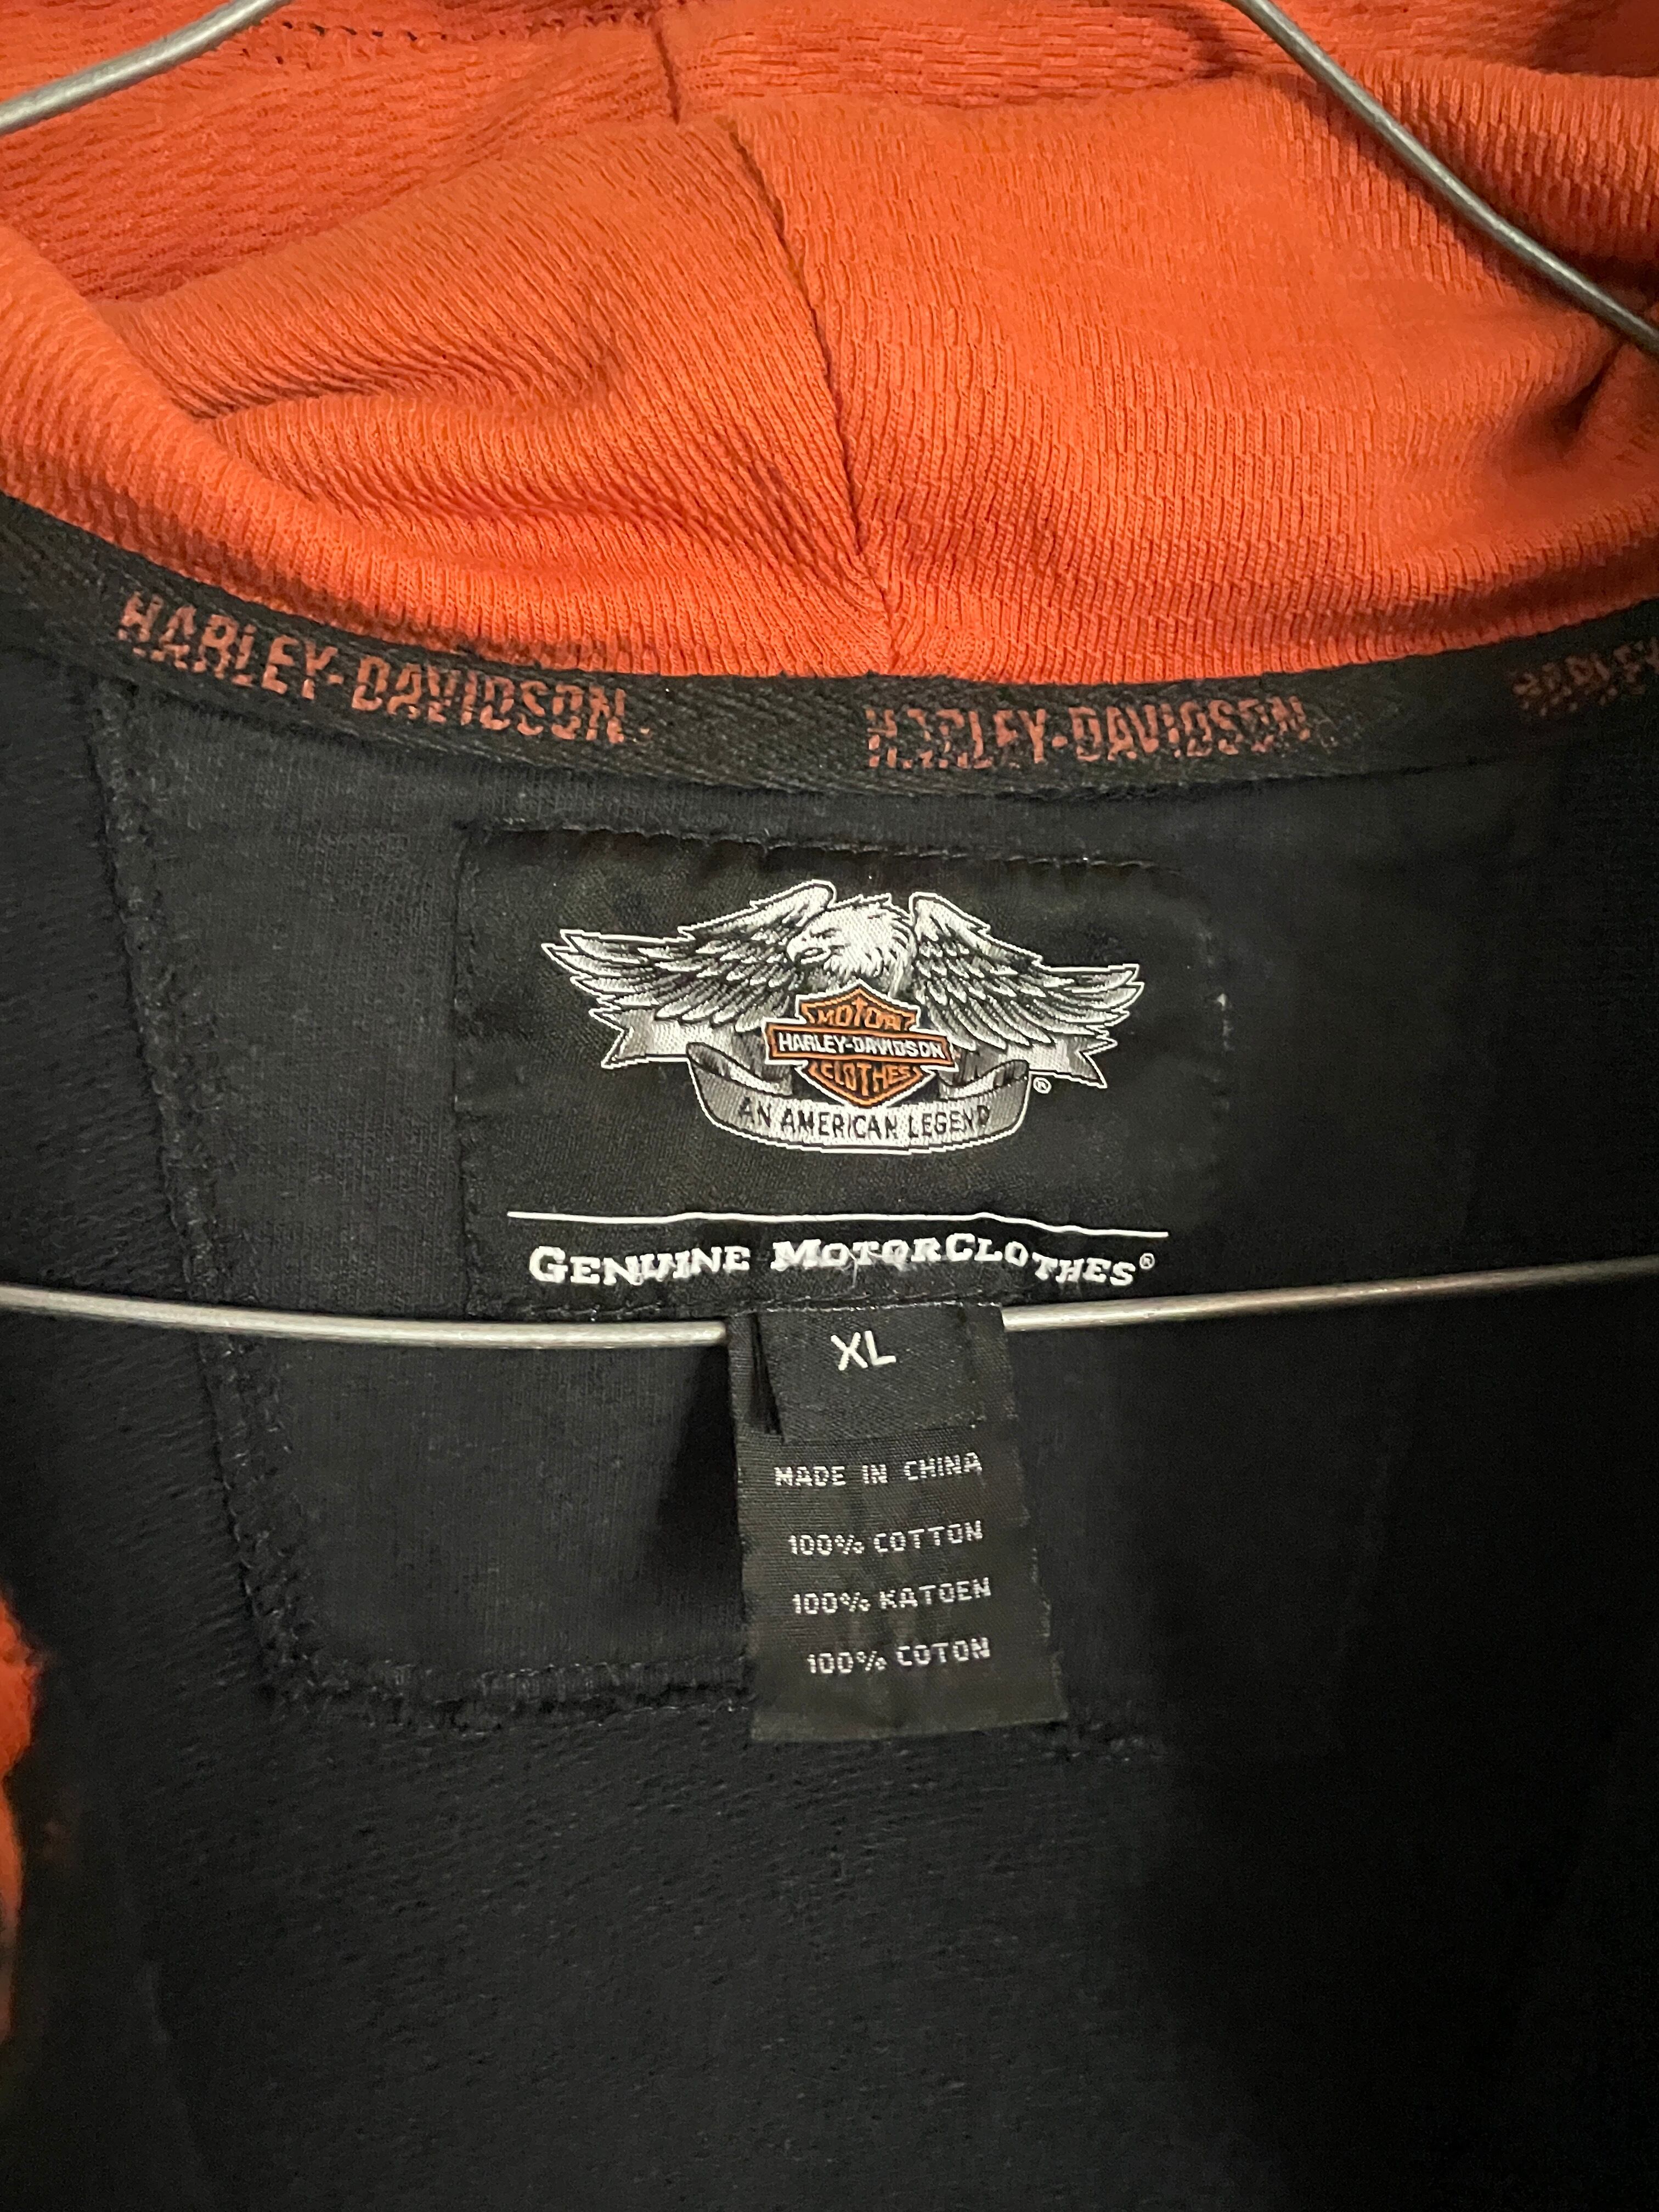 HARLEY-DAVIDSON
HARLEY-DAVIDSON
HARLEY
MOTOR
HARLEY-DAVIDSON
CLOTHES
®
AN AMERICAN LEGEND
GENUINE MOTORCLOTHES®
XL
MADE IN CHINA
100% COTTON
100% KATOEN
100% COTON